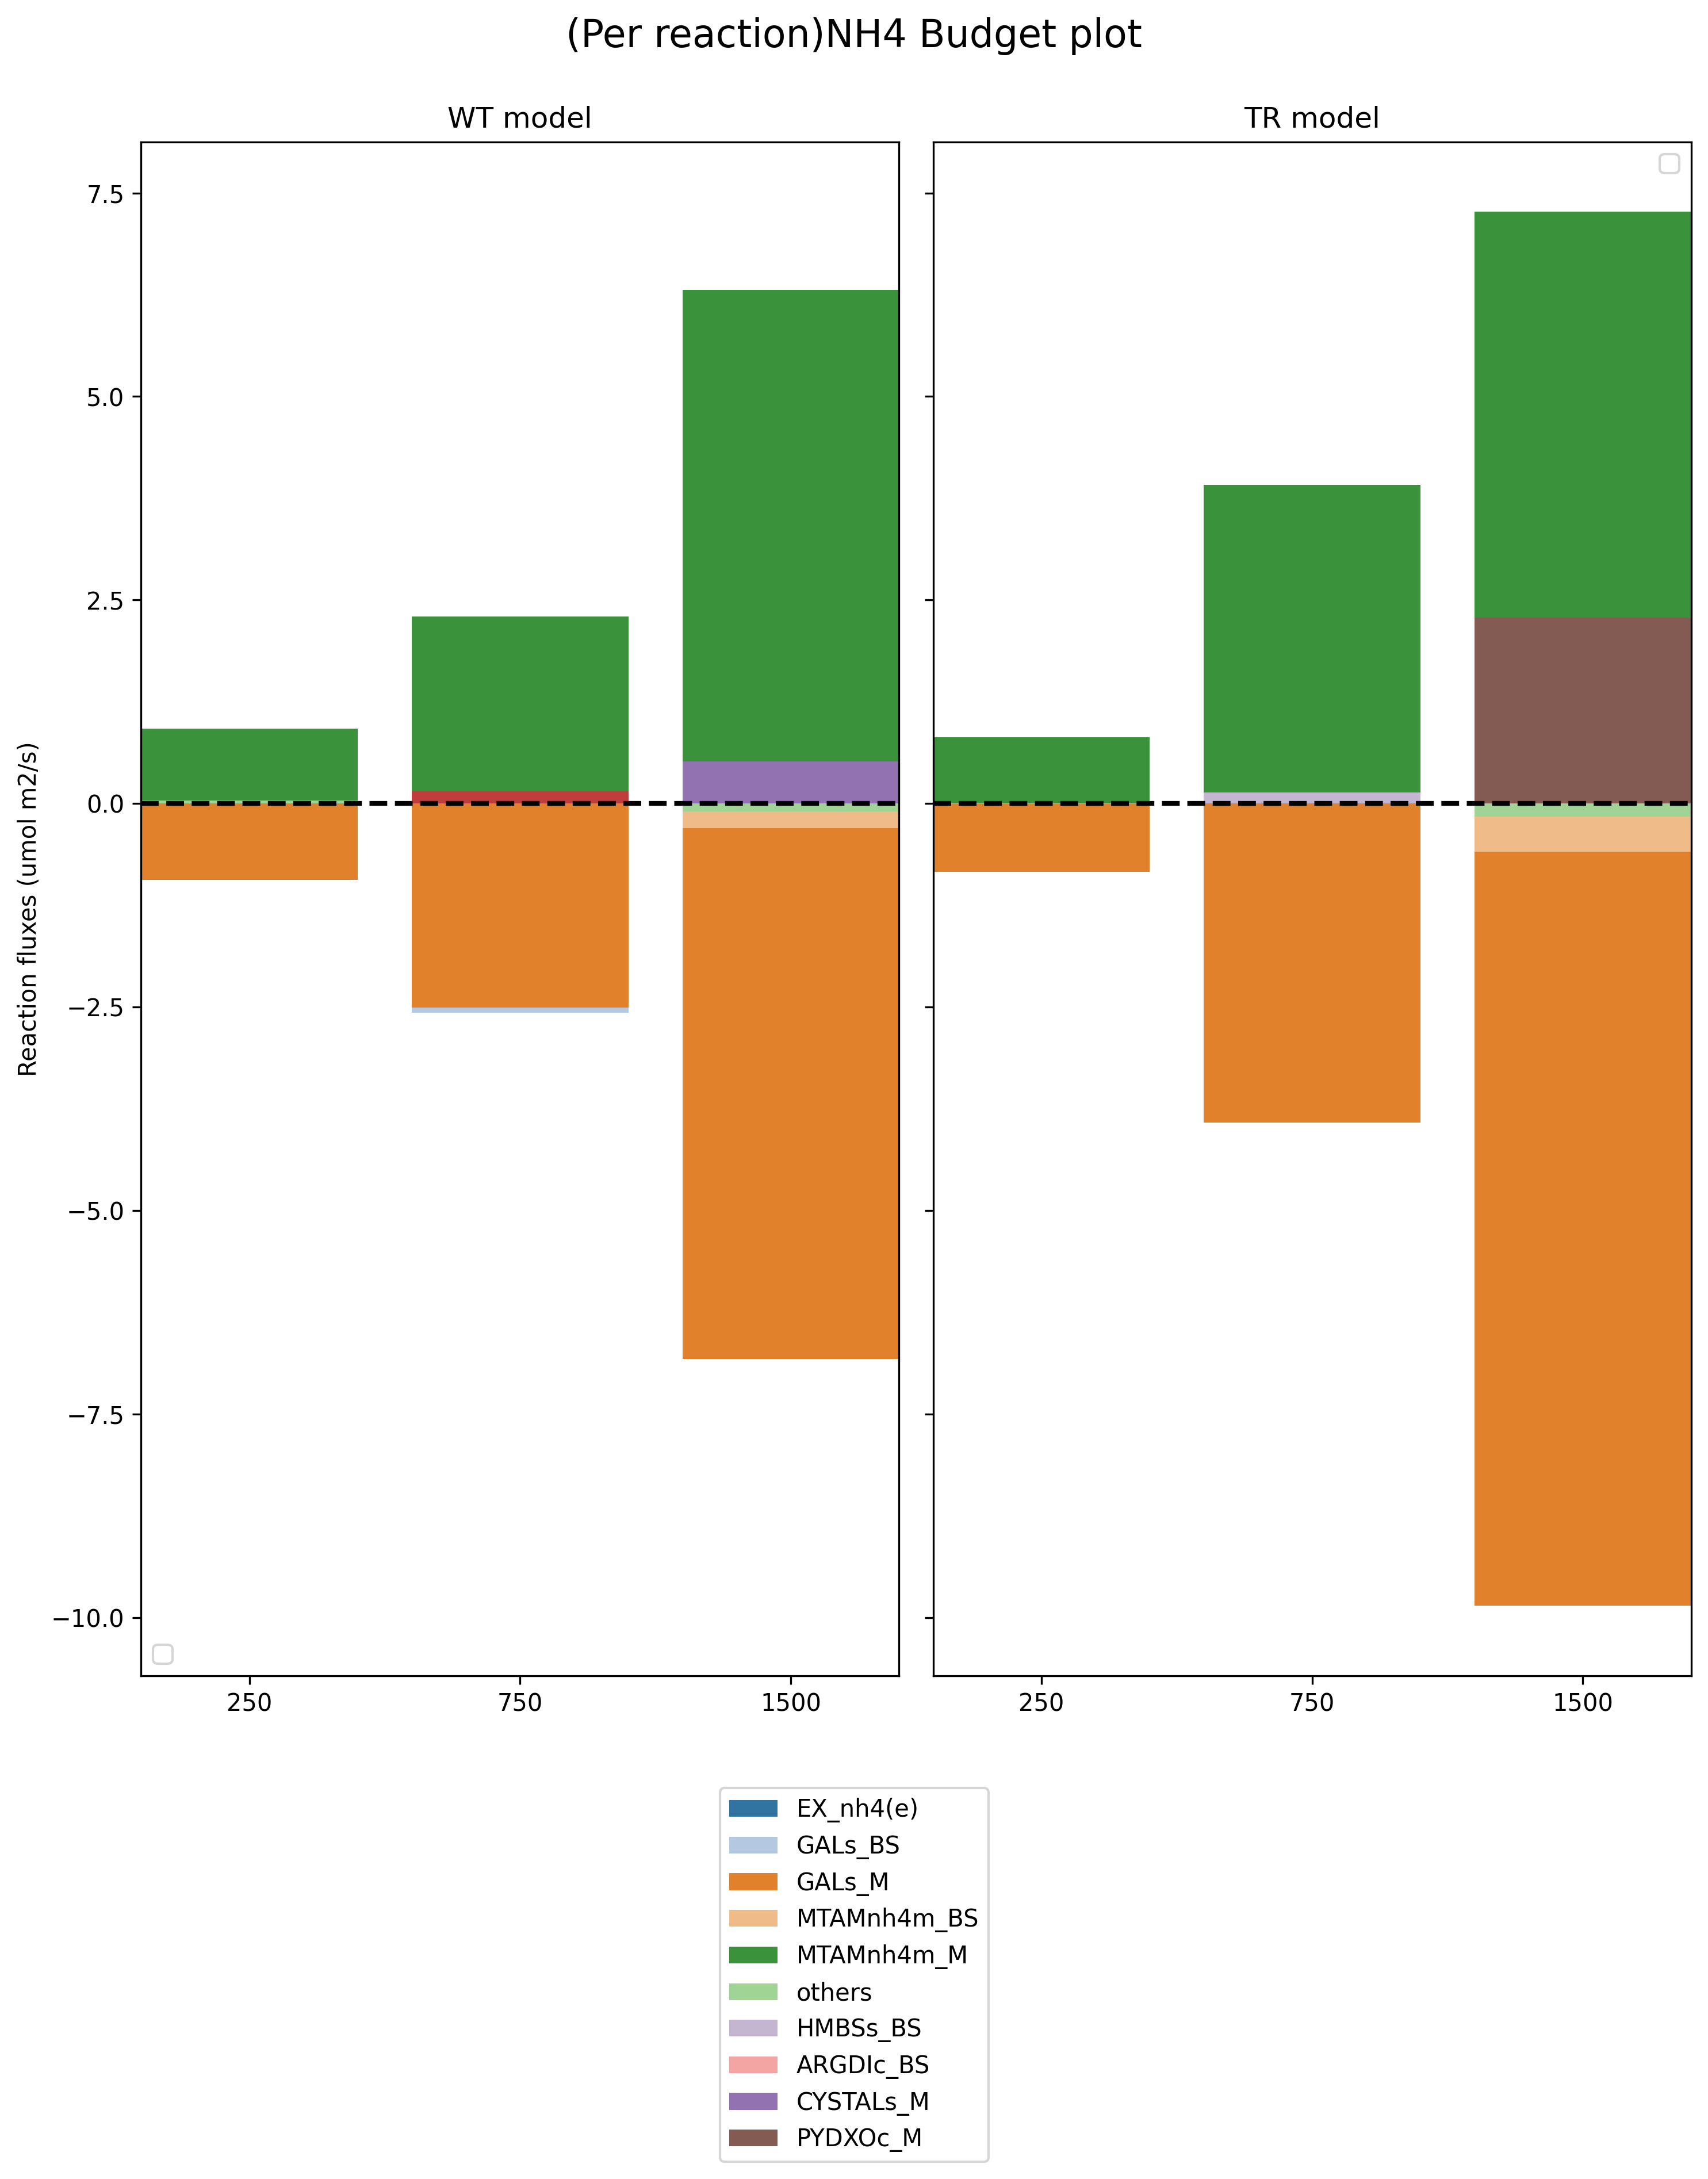 (Per reaction)NH4 Budget plot
WT model
TR model
7.5
5.0
2.5
0.0
−2.5
−5.0
−7.5
−10.0
Reaction fluxes (umol m2/s)
250 750 1500
250 750 1500
EX_nh4(e)
GALs_BS
GALs_M
MTAMnh4m_BS
MTAMnh4m_M
others
HMBSs_BS
ARGDIc_BS
CYSTALs_M
PYDXOc_M